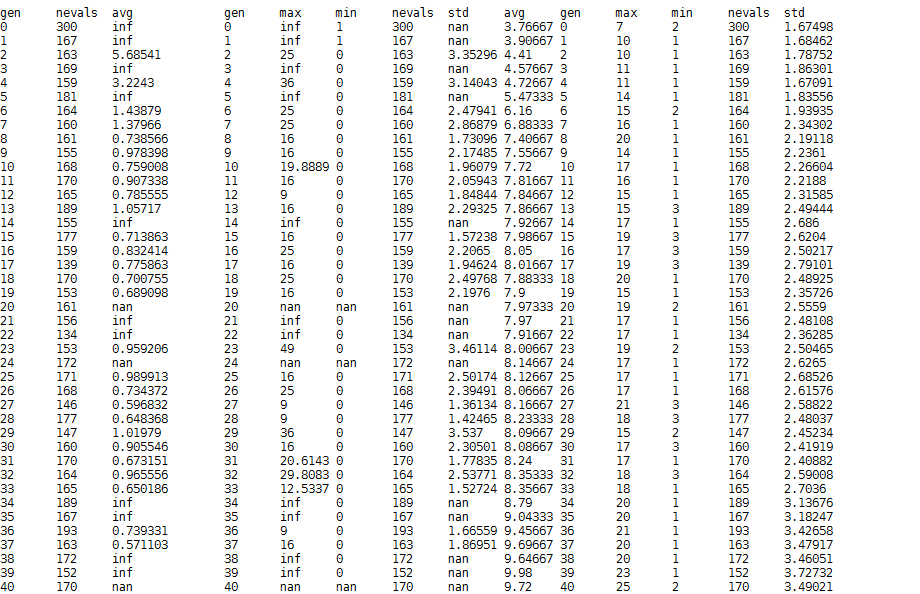 gen nevals avg gen max min nevals std avg gen max min nevals std
0 300 inf 0 inf 1 300 nan 3.76667 0 7 2 300 1.67498
1 167 inf 1 inf 1 167 nan 3.90667 1 10 1 167 1.68462
2 163 5.68541 2 25 0 163 3.35296 4.41 2 10 1 163 1.78752
3 169 inf 3 inf 0 169 nan 4.57667 3 11 1 169 1.86301
4 159 3.2243 4 36 0 159 3.14043 4.72667 4 11 1 159 1.67091
5 181 inf 5 inf 0 181 nan 5.47333 5 14 1 181 1.83556
6 164 1.43879 6 25 0 164 2.47941 6.16 6 15 2 164 1.93935
7 160 1.37966 7 25 0 160 2.86879 6.88333 7 16 1 160 2.34302
8 161 0.738566 8 16 0 161 1.73096 7.40667 8 20 1 161 2.19118
9 155 0.978398 9 16 0 155 2.17485 7.55667 9 14 1 155 2.2361
10 168 0.759008 10 19.8889 0 168 1.96079 7.72 10 17 1 168 2.26604
11 170 0.907338 11 16 0 170 2.05943 7.81667 11 16 1 170 2.2188
12 165 0.785555 12 9 0 165 1.84844 7.84667 12 15 1 165 2.31585
13 189 1.05717 13 16 0 189 2.29325 7.86667 13 15 3 189 2.49444
14 155 inf 14 inf 0 155 nan 7.92667 14 17 1 155 2.686
15 177 0.713863 15 16 0 177 1.57238 7.98667 15 19 3 177 2.6204
16 159 0.832414 16 25 0 159 2.2065 8.05 16 17 3 159 2.50217
17 139 0.775863 17 16 0 139 1.94624 8.01667 17 19 3 139 2.79101
18 170 0.700755 18 25 0 170 2.49768 7.88333 18 20 1 170 2.48925
19 153 0.689098 19 16 0 153 2.1976 7.9 19 15 1 153 2.35726
20 161 nan 20 nan nan 161 nan 7.97333 20 19 2 161 2.5559
21 156 inf 21 inf 0 156 nan 7.97 21 17 1 156 2.48108
22 134 inf 22 inf 0 134 nan 7.91667 22 17 1 134 2.36285
23 153 0.959206 23 49 0 153 3.46114 8.00667 23 19 2 153 2.50465
24 172 nan 24 nan nan 172 nan 8.14667 24 17 1 172 2.6265
25 171 0.989913 25 16 0 171 2.50174 8.12667 25 17 1 171 2.68526
26 168 0.734372 26 25 0 168 2.39491 8.06667 26 17 1 168 2.61576
27 146 0.596832 27 9 0 146 1.36134 8.16667 27 21 3 146 2.58822
28 177 0.648368 28 9 0 177 1.42465 8.23333 28 18 3 177 2.48037
29 147 1.01979 29 36 0 147 3.537 8.09667 29 15 2 147 2.45234
30 160 0.905546 30 16 0 160 2.30501 8.08667 30 17 3 160 2.41919
31 170 0.673151 31 20.6143 0 170 1.77835 8.24 31 17 1 170 2.40882
32 164 0.965556 32 29.8083 0 164 2.53771 8.35333 32 18 3 164 2.59008
33 165 0.650186 33 12.5337 0 165 1.52724 8.35667 33 18 1 165 2.7036
34 189 inf 34 inf 0 189 nan 8.79 34 20 1 189 3.13676
35 167 inf 35 inf 0 167 nan 9.04333 35 20 1 167 3.18247
36 193 0.739331 36 9 0 193 1.66559 9.45667 36 21 1 193 3.42658
37 163 0.571103 37 16 0 163 1.86951 9.69667 37 20 1 163 3.47917
38 172 inf 38 inf 0 172 nan 9.64667 38 20 1 172 3.46051
39 152 inf 39 inf 0 152 nan 9.98 39 23 1 152 3.72732
40 170 nan 40 nan nan 170 nan 9.72 40 25 2 170 3.49021